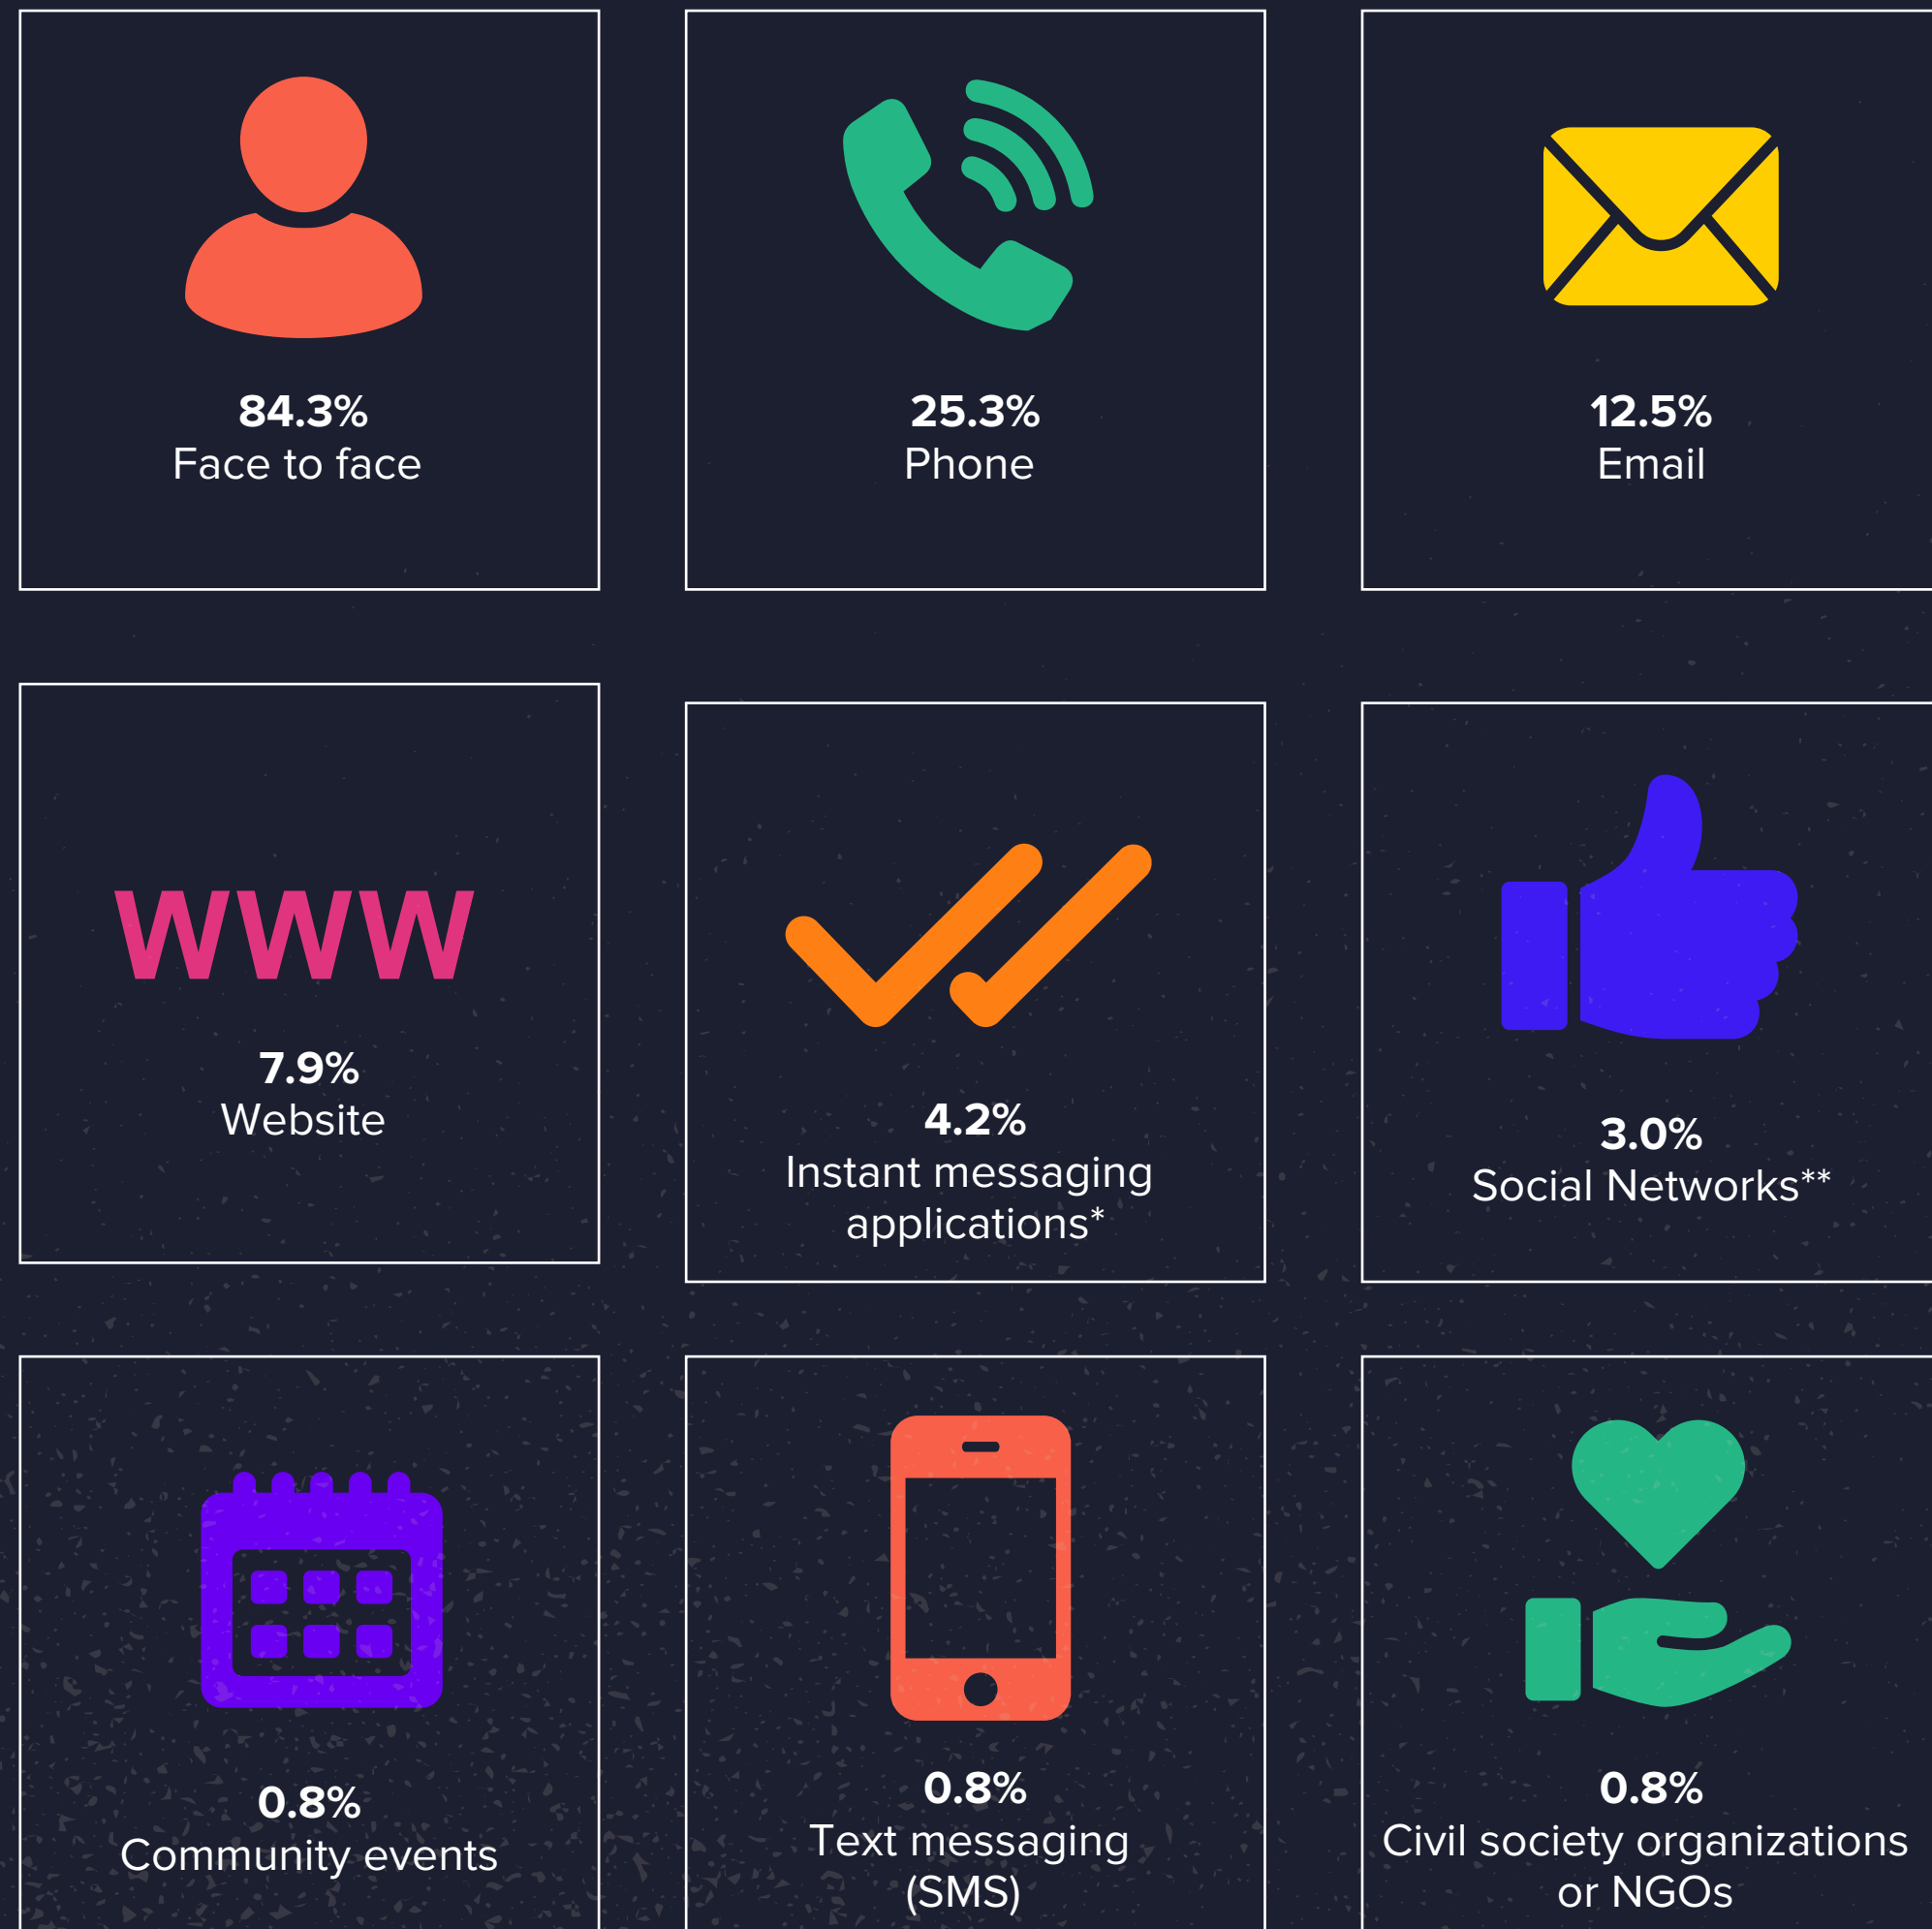 84.3%
Face to face
25.3%
Phone
12.5%
Email
www
7.9%
Website
4.2%
Instant messaging
applications*
3.0%
Social Networks**
0.8%
Community events
0.8%
Text messaging
(SMS)
0.8%
Civil society organizations
or NGOs